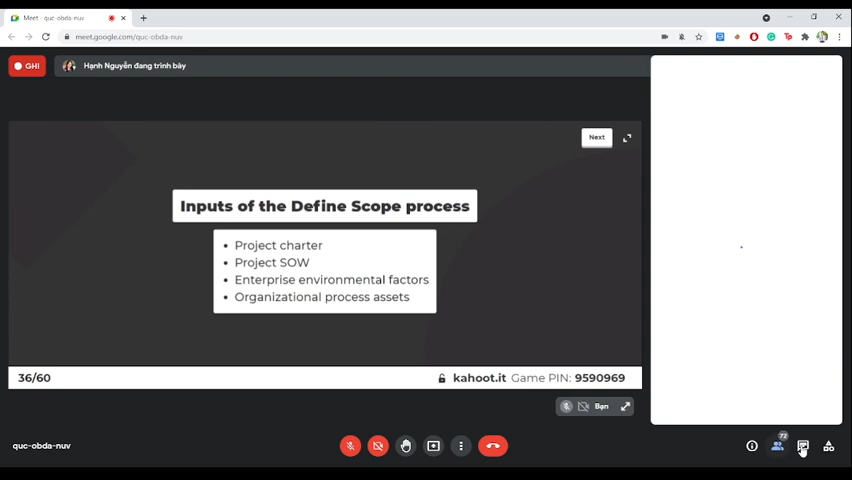 Meet - quc-obda-nuv
meet.google.com/quc-obda-nuv
GHI
Hạnh Nguyễn đang trình bày
Next
Inputs of the Define Scope process
• Project charter
• Project SOW
• Enterprise environmental factors
• Organizational process assets
36/60
kahoot.it Game PIN: 9590969
Bạn
72
quc-obda-nuv